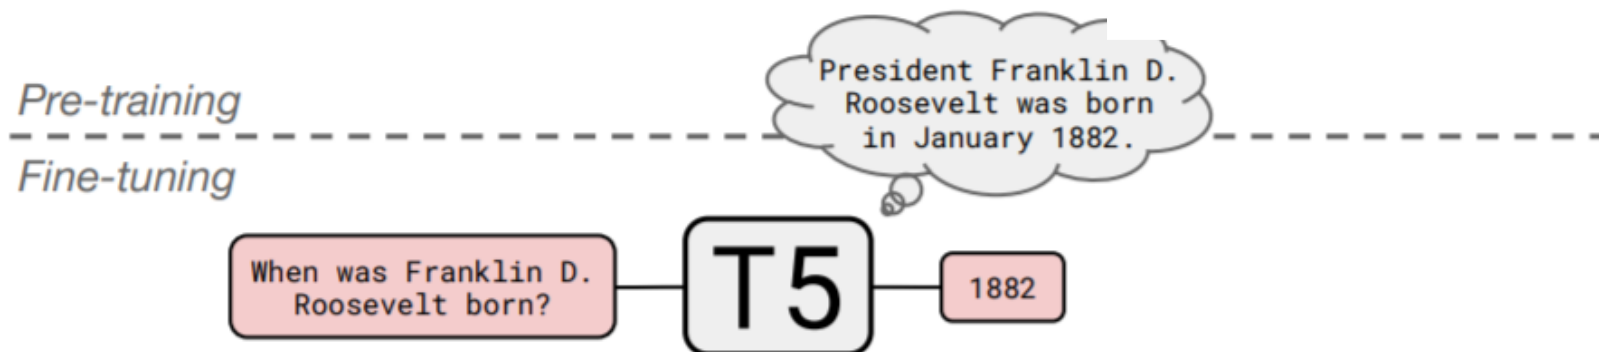 Pre-training
President Franklin D.
Roosevelt was born
in January 1882.
Fine-tuning
When was Franklin D.
Roosevelt born?
T5
1882